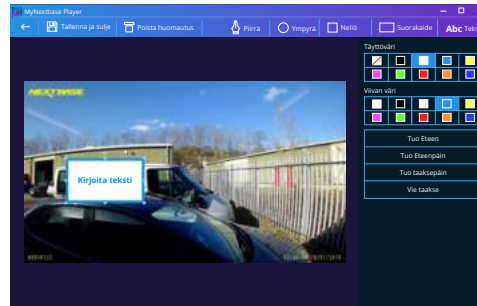 MyNextbase Player
Tallenna ja sulje
Poista huomautus
Piirrä
Ympyrä
Neliö
Suorakaide
Abc Teks
Täyttöväri
Viivan väri
Tuo Eteen
Tuo Eteenpäin
Tuo taaksepäin
Vie taakse
NEXTBASE
Kirjoita teksti